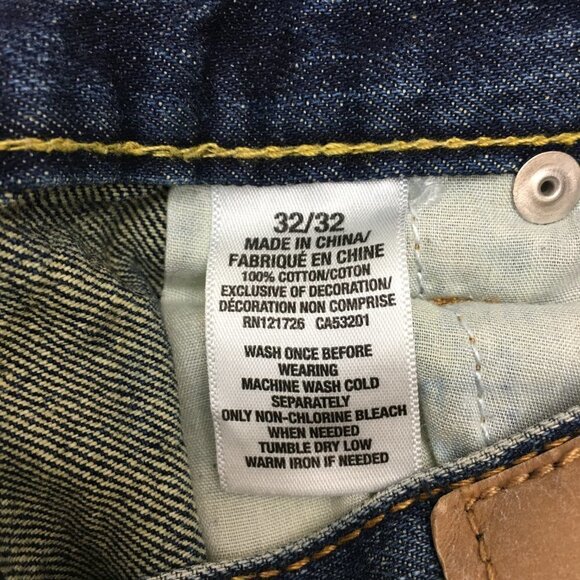 32/32
MADE IN CHINA/
FABRIQUÉ EN CHINE
100% COTTON/COTON
EXCLUSIVE OF DECORATION/
DÉCORATION NON COMPRISE
RN121726 CA53201
WASH ONCE BEFORE
WEARING
MACHINE WASH COLD
SEPARATELY
ONLY NON-CHLORINE BLEACH
WHEN NEEDED
TUMBLE DRY LOW
WARM IRON IF NEEDED